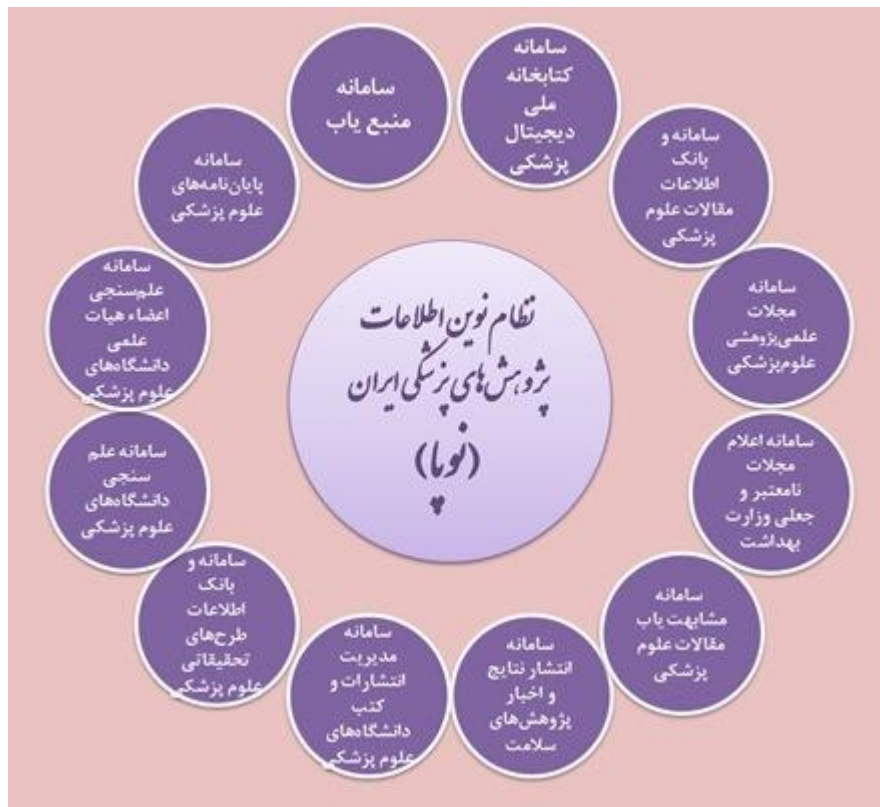 نظام نوین اطلاعات
پژوهش‌های پزشکی ایران
(نوپا)
سامانه
کتابخانه
ملی
دیجیتال
پزشکی
سامانه و
بانک
اطلاعات
مقالات علوم
پزشکی
سامانه
مجلات
علمی‌پژوهشی
علوم‌پزشکی
سامانه اعلام
مجلات
نامعتبر و
جعلی وزارت
بهداشت
سامانه
مشابهت یاب
مقالات علوم
پزشکی
سامانه
انتشار نتایج
و اخبار
پژوهش‌های
سلامت
سامانه
مدیریت
انتشارات و
کتب
دانشگاه‌های
علوم پزشکی
سامانه و
بانک
اطلاعات
طرح‌های
تحقیقاتی
علوم پزشکی
سامانه علم
سنجی
دانشگاه‌های
علوم پزشکی
سامانه
علم‌سنجی
اعضاء هیات
علمی
دانشگاه‌های
علوم پزشکی
سامانه
پایان‌نامه‌های
علوم پزشکی
سامانه
منبع یاب